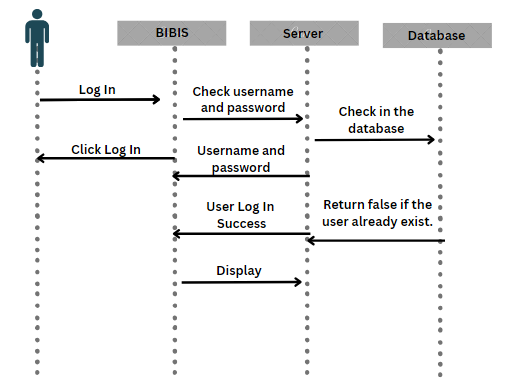 BIBIS
Server
Database
Log In
Check username
and password
Check in the
database
Click Log In
Username and
password
User Log In
Success
Return false if the
user already exist.
Display